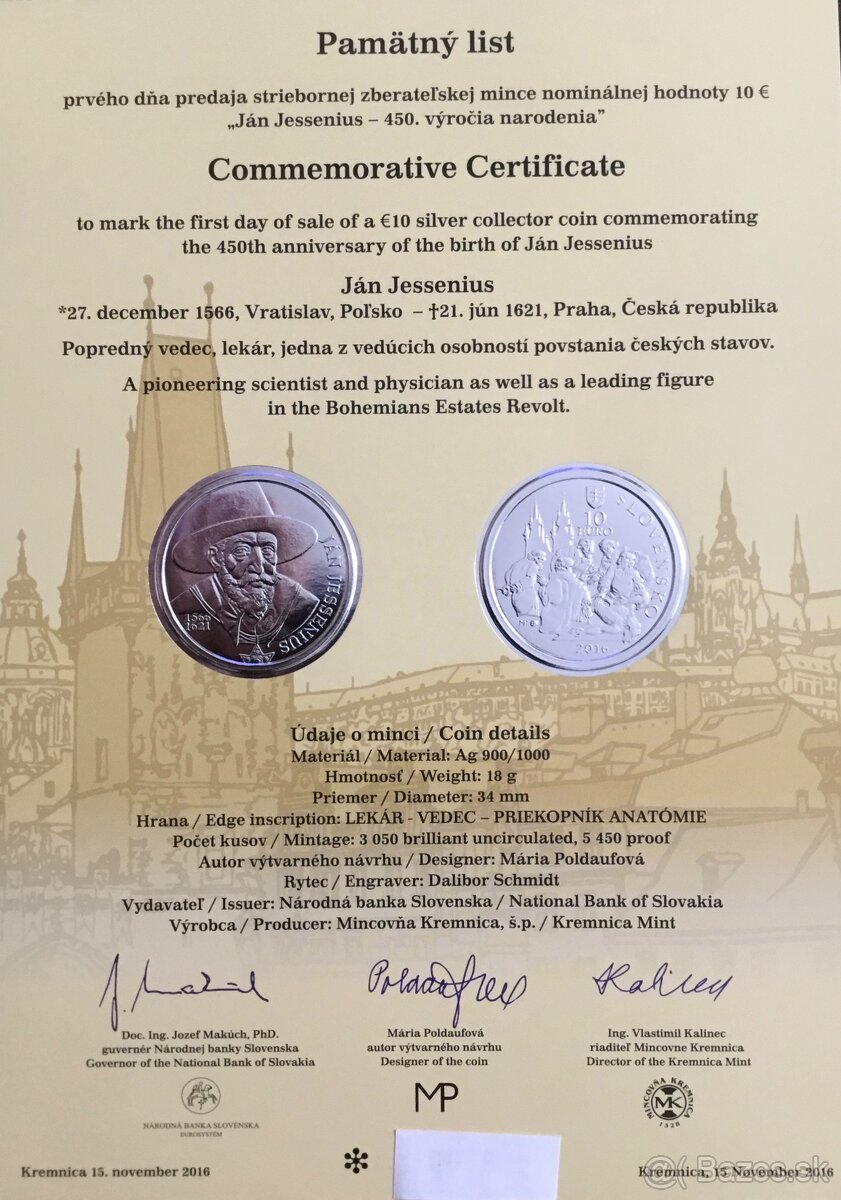 Pamätný list
prvého dňa predaja striebornej zberateľskej mince nominálnej hodnoty 10 €
„Ján Jessenius – 450. výročia narodenia”
Commemorative Certificate
to mark the first day of sale of a €10 silver collector coin commemorating
the 450th anniversary of the birth of Ján Jessenius
Ján Jessenius
*27. december 1566, Vratislav, Poľsko – †21. jún 1621, Praha, Česká republika
Popredný vedec, lekár, jedna z vedúcich osobností povstania českých stavov.
A pioneering scientist and physician as well as a leading figure
in the Bohemians Estates Revolt.
JÁN JESSENIUS
1566
1621
10
EURO
SLOVENSKO
2016
Údaje o minci / Coin details
Materiál / Material: Ag 900/1000
Hmotnosť / Weight: 18 g
Priemer / Diameter: 34 mm
Hrana / Edge inscription: LEKÁR - VEDEC – PRIEKOPNÍK ANATÓMIE
Počet kusov / Mintage: 3 050 brilliant uncirculated, 5 450 proof
Autor výtvarného návrhu / Designer: Mária Poldaufová
Rytec / Engraver: Dalibor Schmidt
Vydavateľ / Issuer: Národná banka Slovenska / National Bank of Slovakia
Výrobca / Producer: Mincovňa Kremnica, š.p. / Kremnica Mint
Doc. Ing. Jozef Makúch, PhD.
guvernér Národnej banky Slovenska
Governor of the National Bank of Slovakia
Mária Poldaufová
autor výtvarného návrhu
Designer of the coin
Ing. Vlastimil Kalinec
riaditeľ Mincovne Kremnica
Director of the Kremnica Mint
NÁRODNÁ BANKA SLOVENSKA
EUROSYSTÉM
MP
MINCOVŇA KREMNICA
MK
1328
Kremnica 15. november 2016
Kremnica, 15 November 2016
Bazos.sk